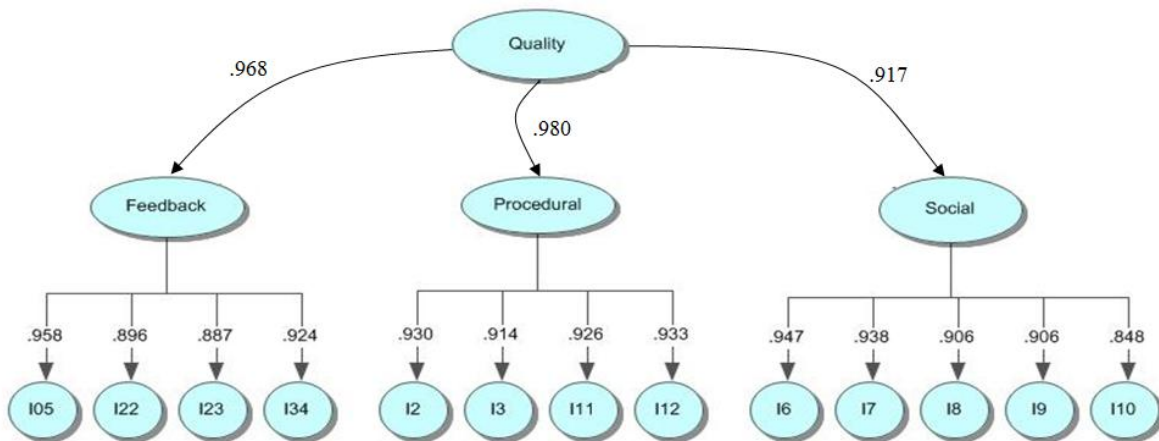 Quality
.968
.917
.980
Feedback
Procedural
Social
.958 .896 .887 .924 .930 .914 .926 .933 .947 .938 .906 .906 .848
I05 I22 I23 I34 I2 I3 I11 I12 I6 I7 I8 I9 I10